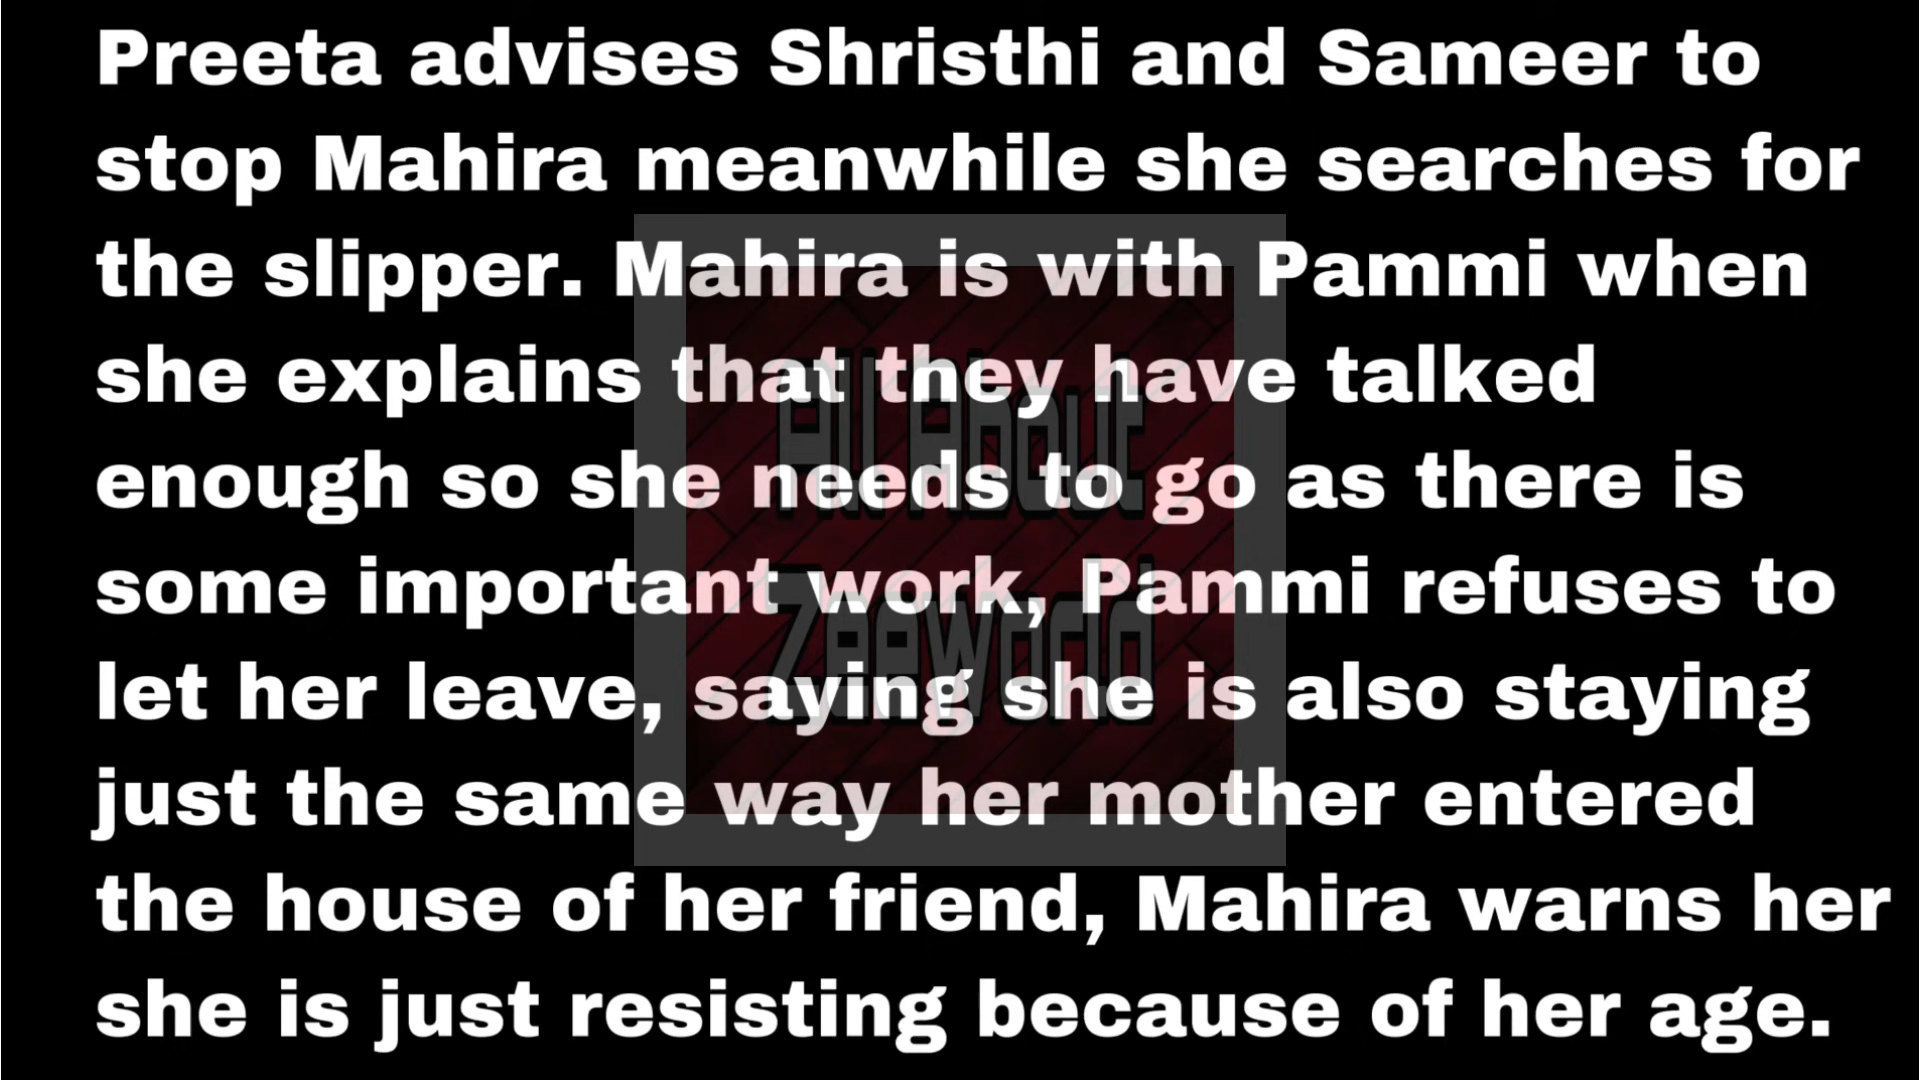 Preeta advises Shristhi and Sameer to
stop Mahira meanwhile she searches for
the slipper. Mahira is with Pammi when
she explains that they have talked
enough so she needs to go as there is
some important work, Pammi refuses to
let her leave, saying she is also staying
just the same way her mother entered
the house of her friend, Mahira warns her
she is just resisting because of her age.
All About
Zeeworld